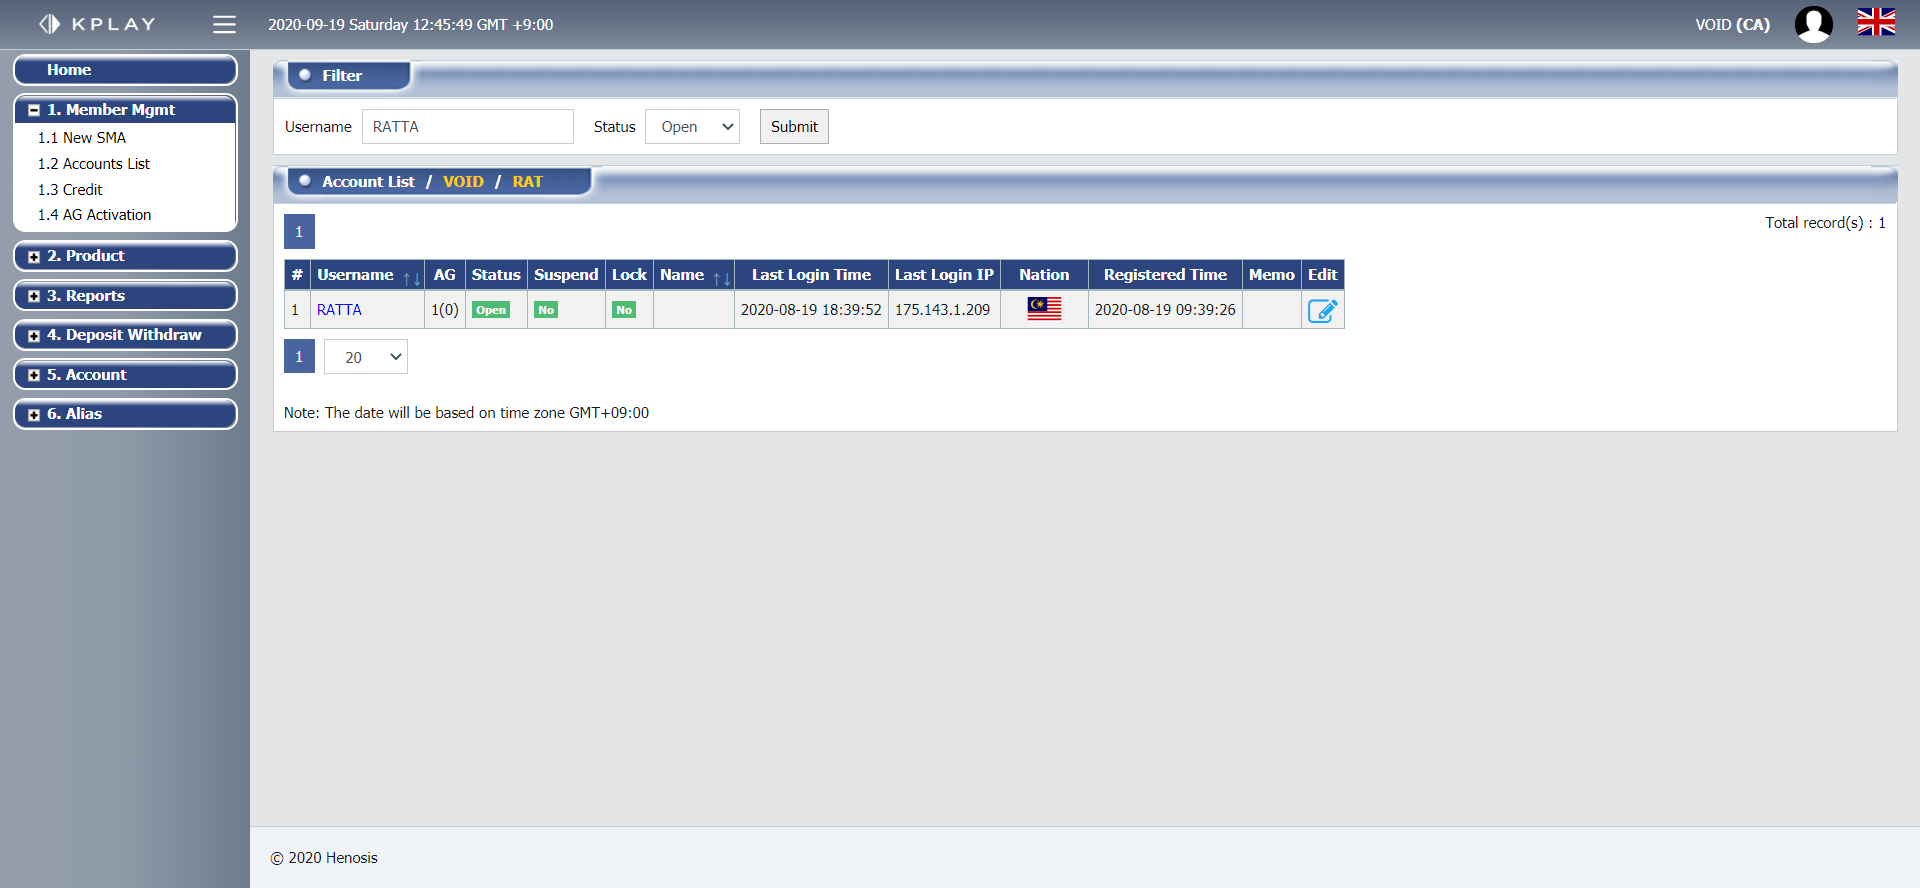 KPLAY
2020-09-19 Saturday 12:45:49 GMT +9:00
VOID (CA)
Home
1. Member Mgmt
1.1 New SMA
1.2 Accounts List
1.3 Credit
1.4 AG Activation
2. Product
3. Reports
4. Deposit Withdraw
5. Account
6. Alias
Filter
Username RATTA Status Open Submit
Account List / VOID / RAT
1
Total record(s) : 1
# Username ↑↓ AG Status Suspend Lock Name ↑↓ Last Login Time Last Login IP Nation Registered Time Memo Edit
1 RATTA 1(0) Open No No 2020-08-19 18:39:52 175.143.1.209 2020-08-19 09:39:26
1 20
Note: The date will be based on time zone GMT+09:00
© 2020 Henosis